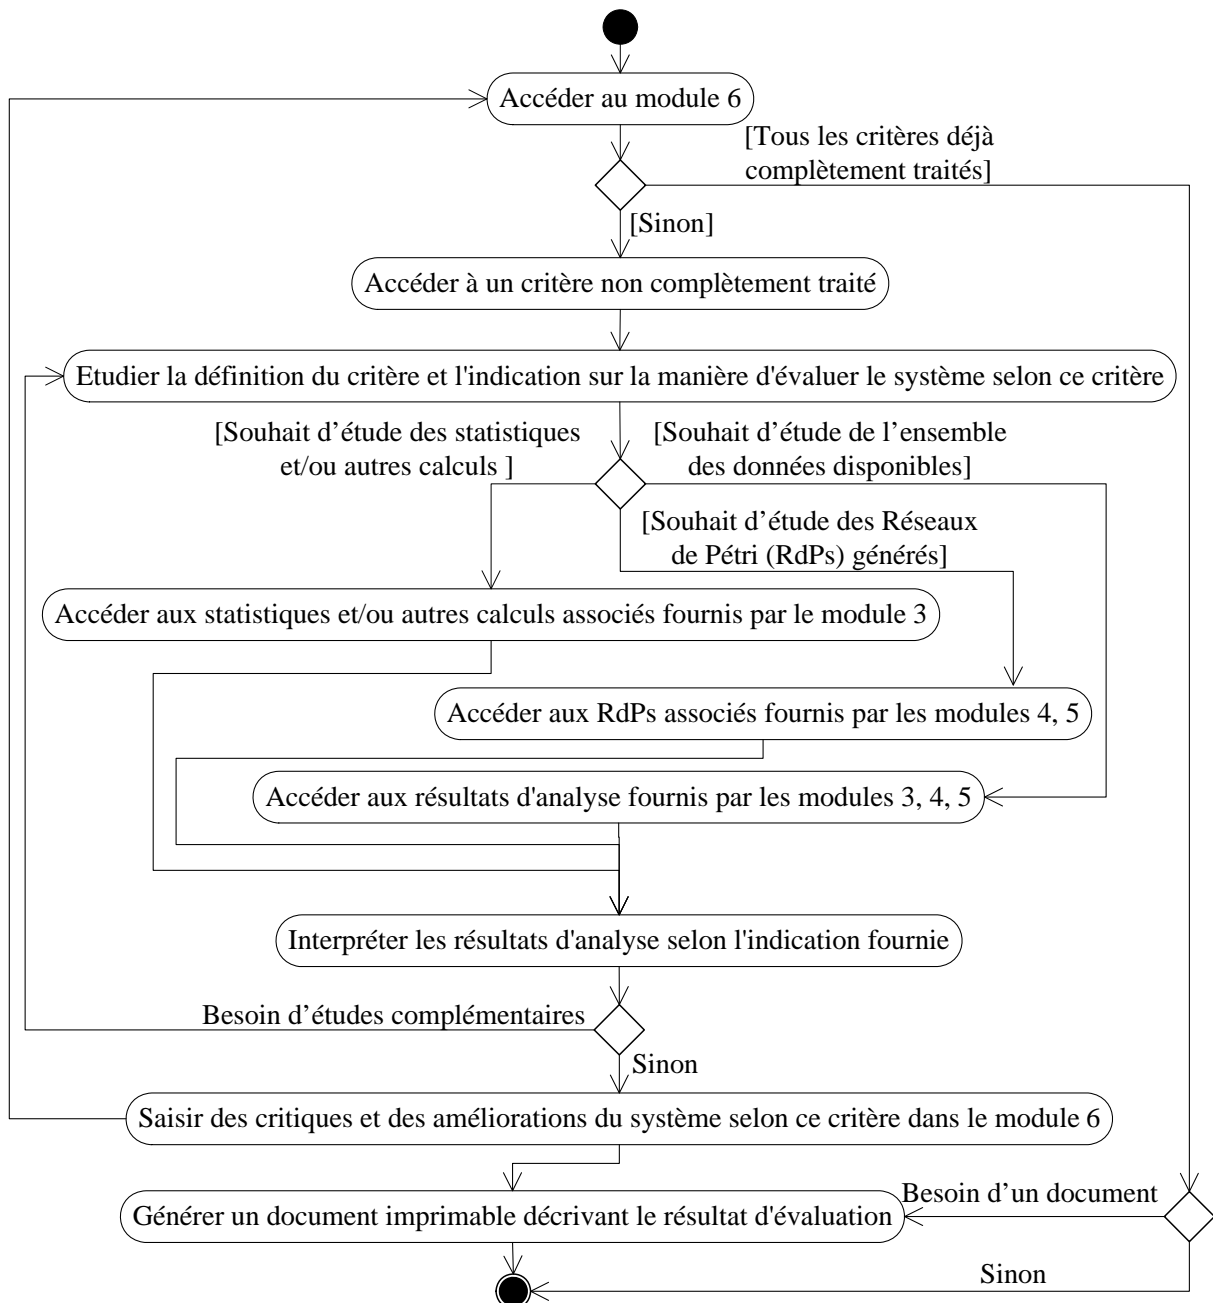 Accéder au module 6
[Tous les critères déjà
complètement traités]
[Sinon]
Accéder à un critère non complètement traité
Etudier la définition du critère et l'indication sur la manière d'évaluer le système selon ce critère
[Souhait d’étude des statistiques
et/ou autres calculs ]
[Souhait d’étude de l’ensemble
des données disponibles]
[Souhait d’étude des Réseaux
de Pétri (RdPs) générés]
Accéder aux statistiques et/ou autres calculs associés fournis par le module 3
Accéder aux RdPs associés fournis par les modules 4, 5
Accéder aux résultats d'analyse fournis par les modules 3, 4, 5
Interpréter les résultats d'analyse selon l'indication fournie
Besoin d’études complémentaires
Sinon
Saisir des critiques et des améliorations du système selon ce critère dans le module 6
Besoin d’un document
Générer un document imprimable décrivant le résultat d'évaluation
Sinon